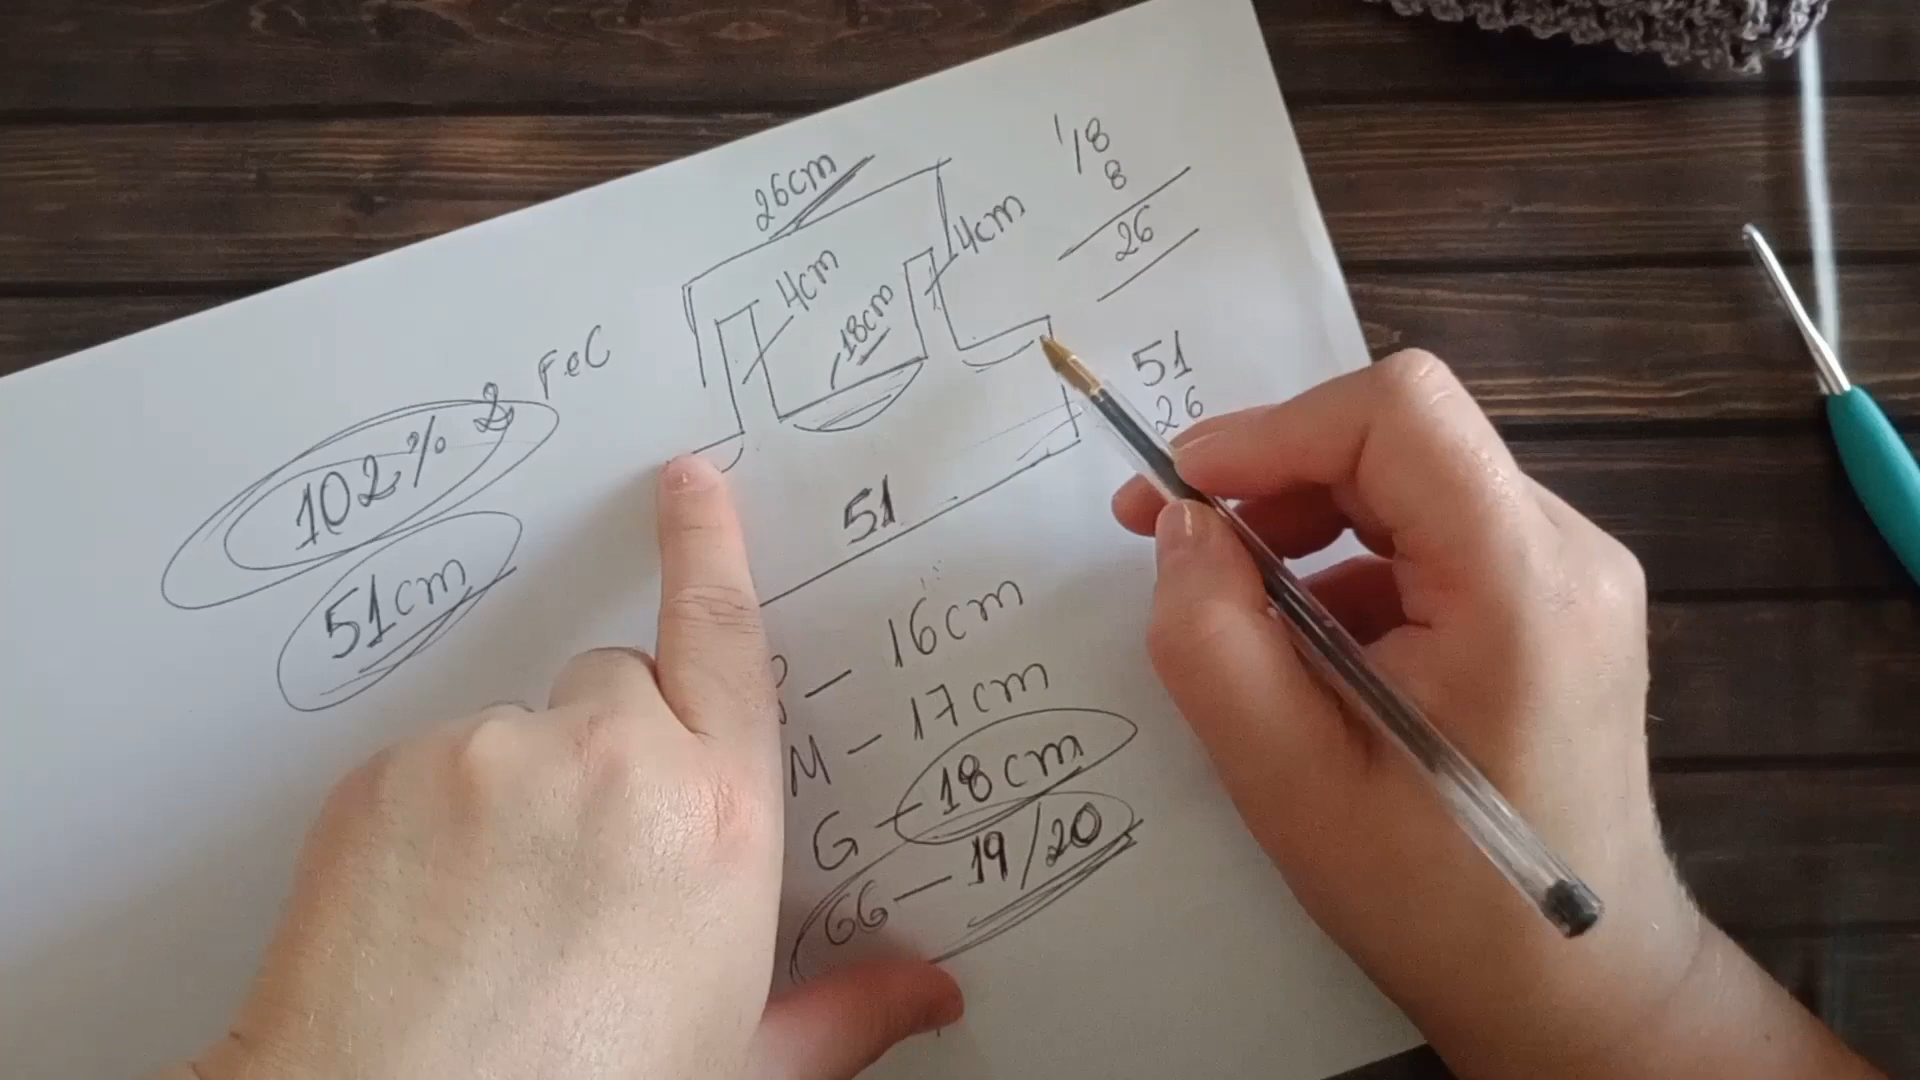 26cm
4cm
18cm
4cm
18
8
26
51
26
102% 2 FeC
51cm
51
P - 16cm
M - 17cm
G - 18cm
GG - 19/20